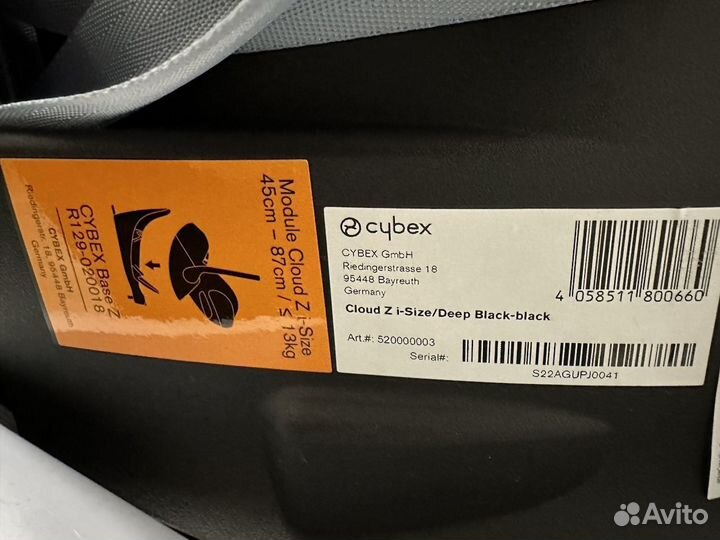 Module Cloud Z i-Size
45cm – 87cm / ≤ 13kg
CYBEX Base Z
R129-020018
CYBEX GmbH
Riedingerstr. 18, 95448 Bayreuth
Germany
cybex
CYBEX GmbH
Riedingerstrasse 18
95448 Bayreuth
Germany
4 058511 800660
Cloud Z i-Size/Deep Black-black
Art.#: 520000003
Serial#:
S22AGUPJ0041
Avito